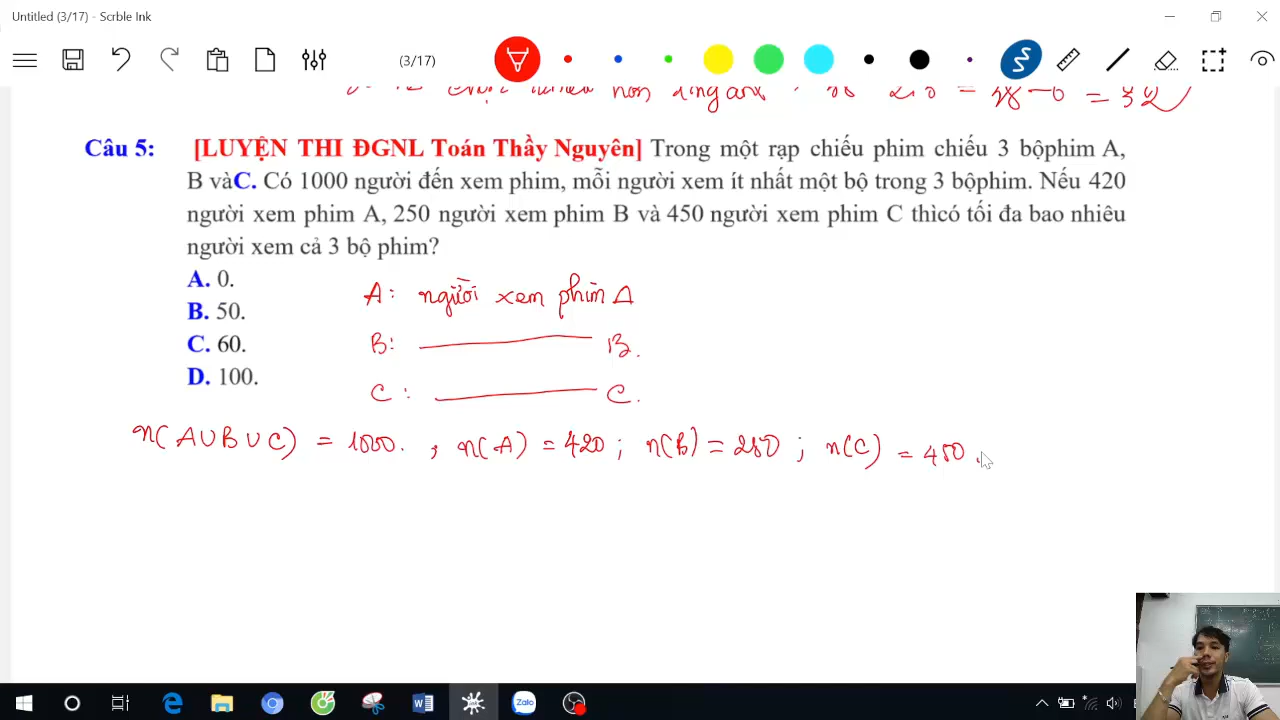 Untitled (3/17) - Scrble Ink
(3/17)
Câu 5: [LUYỆN THI ĐGNL Toán Thầy Nguyên] Trong một rạp chiếu phim chiếu 3 bộphim A,
B vàC. Có 1000 người đến xem phim, mỗi người xem ít nhất một bộ trong 3 bộphim. Nếu 420
người xem phim A, 250 người xem phim B và 450 người xem phim C thìcó tối đa bao nhiêu
người xem cả 3 bộ phim?
A. 0.
B. 50.
C. 60.
D. 100.
A: người xem phim A
B: B.
C: C.
n(A∪B∪C) = 1000. , n(A) = 420 ; n(B) = 250 ; n(C) = 450.
Zalo